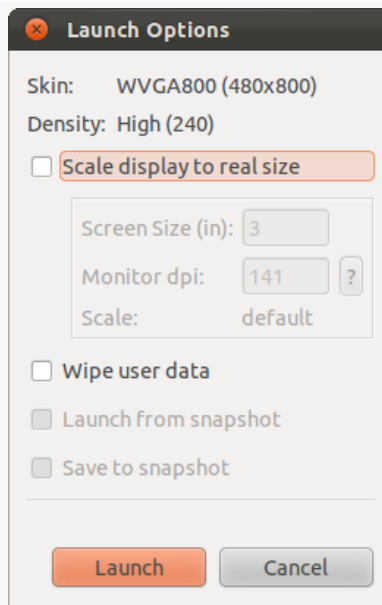 Launch Options
Skin: WVGA800 (480x800)
Density: High (240)
Scale display to real size
Screen Size (in): 3
Monitor dpi: 141 ?
Scale: default
Wipe user data
Launch from snapshot
Save to snapshot
Launch Cancel